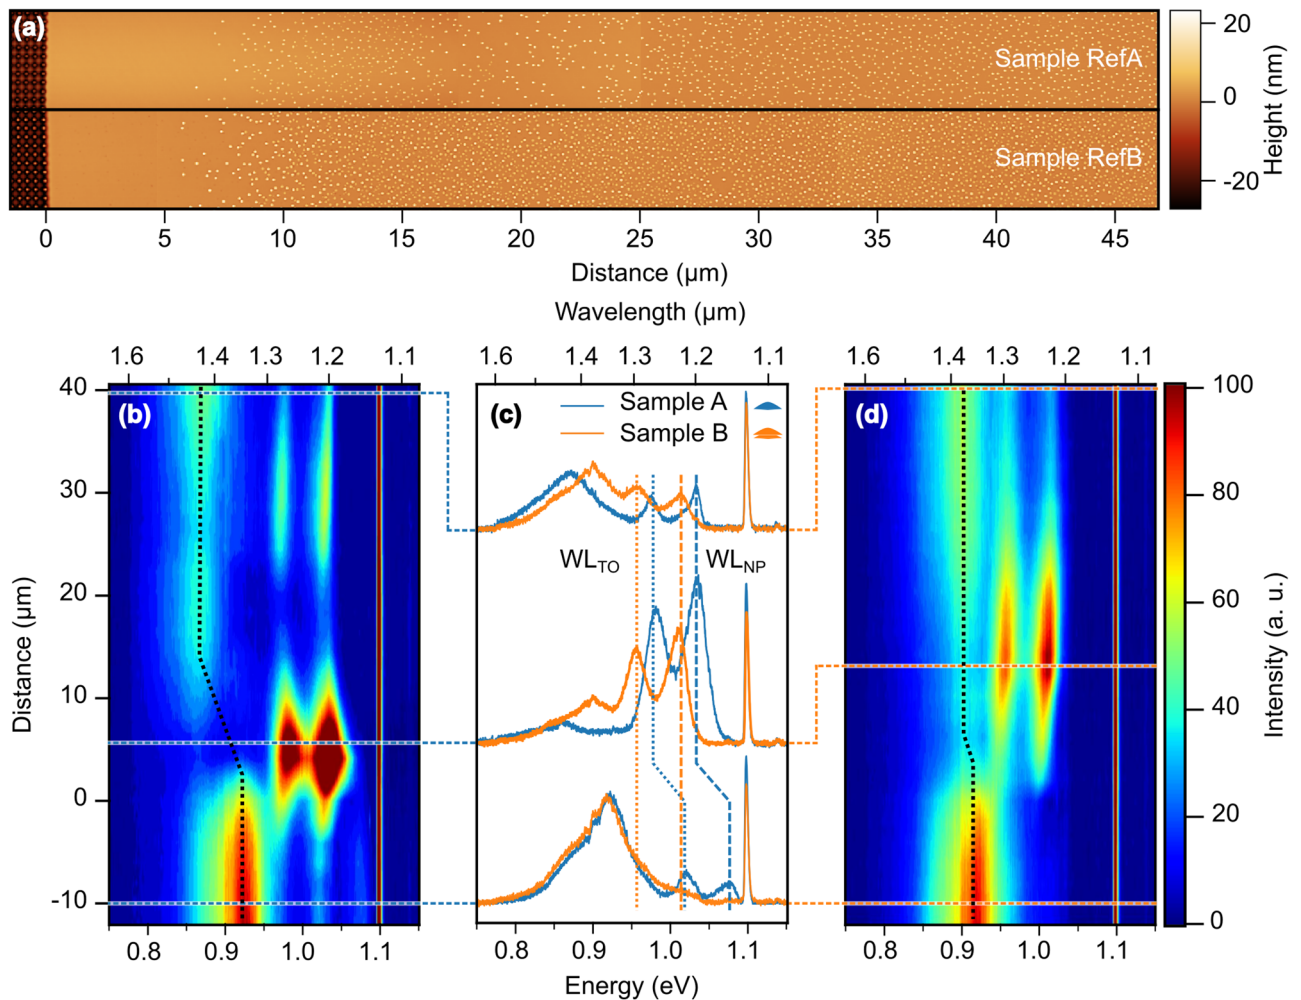 (a)
Sample RefA
Sample RefB
20
0
-20
Height (nm)
0 5 10 15 20 25 30 35 40 45
Distance (µm)
Wavelength (µm)
1.6 1.4 1.3 1.2 1.1
1.6 1.4 1.3 1.2 1.1
1.6 1.4 1.3 1.2 1.1
(b)
40
30
20
10
0
-10
Distance (µm)
0.8 0.9 1.0 1.1
(c)
Sample A
Sample B
WL_TO
WL_NP
0.8 0.9 1.0 1.1
Energy (eV)
(d)
0.8 0.9 1.0 1.1
100
80
60
40
20
0
Intensity (a. u.)